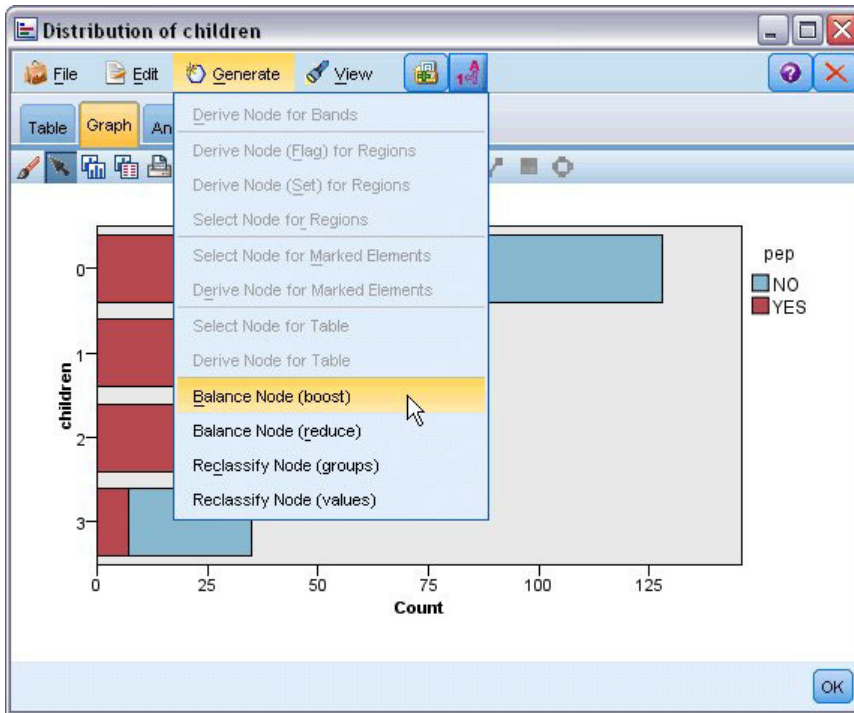 Distribution of children
File Edit Generate View
Table Graph An
Derive Node for Bands
Derive Node (Flag) for Regions
Derive Node (Set) for Regions
Select Node for Regions
Select Node for Marked Elements
Derive Node for Marked Elements
Select Node for Table
Derive Node for Table
Balance Node (boost)
Balance Node (reduce)
Reclassify Node (groups)
Reclassify Node (values)
children
0
1
2
3
0 25 50 75 100 125
Count
pep
NO
YES
OK